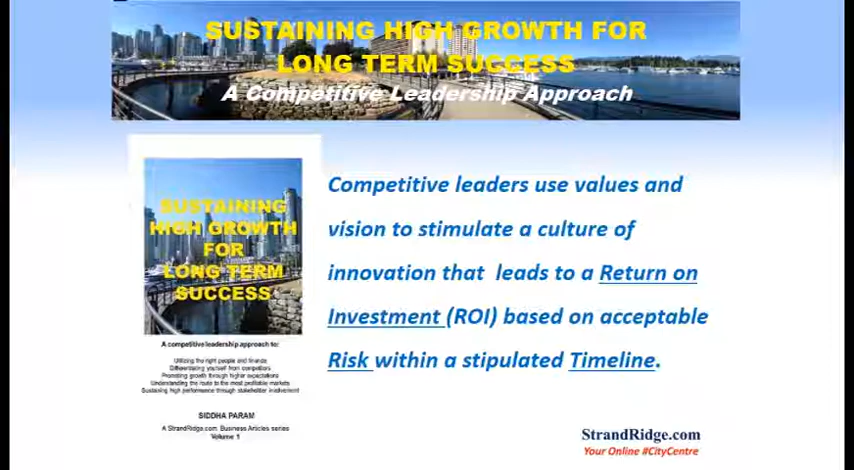 SUSTAINING HIGH GROWTH FOR
LONG TERM SUCCESS
A Competitive Leadership Approach
SUSTAINING
HIGH GROWTH
FOR
LONG TERM
SUCCESS
A competitive leadership approach to:
Utilizing the right people and finance
Differentiating yourself from competitors
Promoting growth through higher expectations
Understanding the route to the most profitable markets
Sustaining high performance through stakeholder involvement
SIDDHA PARAM
A StrandRidge.com Business Articles series
Volume 1
Competitive leaders use values and
vision to stimulate a culture of
innovation that leads to a Return on
Investment (ROI) based on acceptable
Risk within a stipulated Timeline.
StrandRidge.com
Your Online #CityCentre